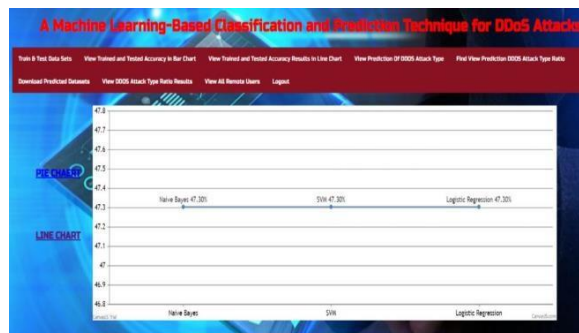 A Machine Learning-Based Classification and Prediction Technique for DDoS Attacks
Train & Test Data Sets View Trained and Tested Accuracy in Bar Chart View Trained and Tested Accuracy Results in Line Chart View Prediction Of DDOS Attack Type Find View Prediction DDOS Attack Type Ratio
Download Predicted Datasets View DDOS Attack Type Ratio Results View All Remote Users Logout
47.8
47.7
47.6
PIE CHAERT
47.5
47.4
Naive Bayes 47.30% SVM 47.30% Logistic Regression 47.30%
47.3
LINE CHART
47.2
47.1
47
46.9
46.8
Naive Bayes SVM Logistic Regression